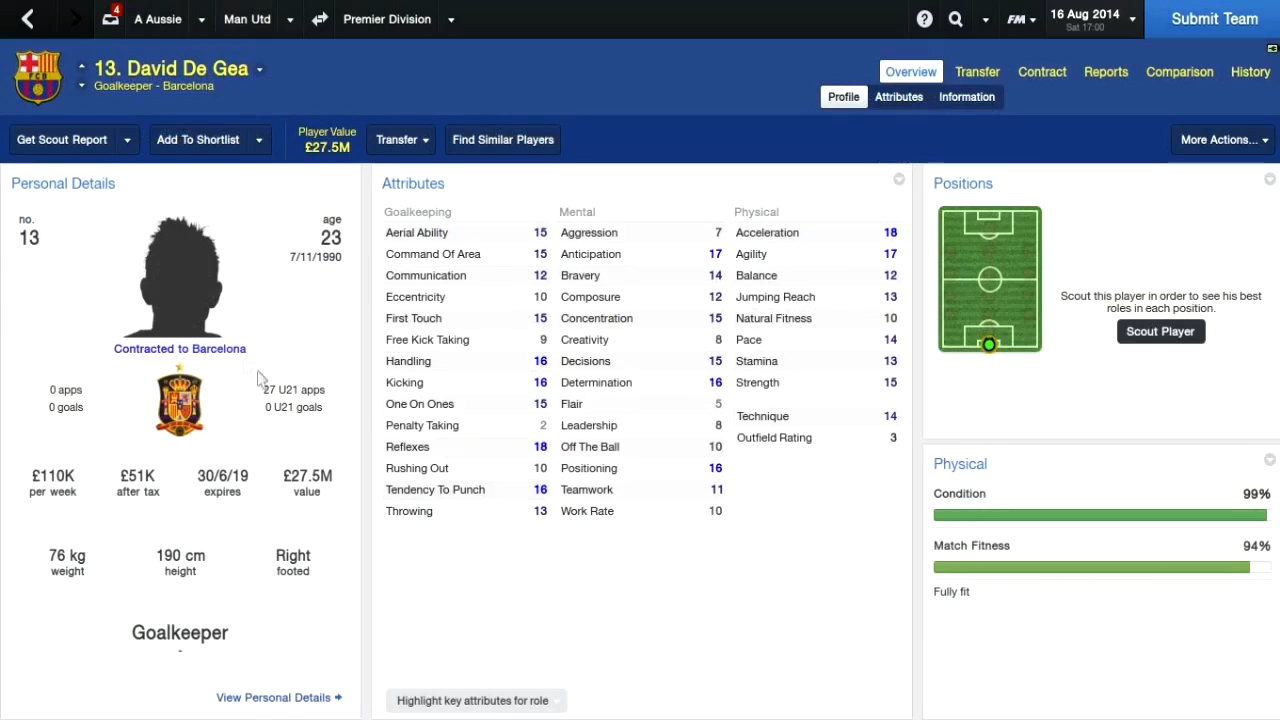 4
A Aussie
Man Utd
Premier Division
FM
16 Aug 2014
Sat 17:00
Submit Team
13. David De Gea
Goalkeeper - Barcelona
Overview Transfer Contract Reports Comparison History
Profile Attributes Information
Get Scout Report
Add To Shortlist
Player Value
£27.5M
Transfer
Find Similar Players
More Actions...
Personal Details
no.
13
age
23
7/11/1990
Contracted to Barcelona
0 apps
0 goals
27 U21 apps
0 U21 goals
£110K
per week
£51K
after tax
30/6/19
expires
£27.5M
value
76 kg
weight
190 cm
height
Right
footed
Goalkeeper
-
View Personal Details
Attributes
Goalkeeping Mental Physical
Aerial Ability 15 Aggression 7 Acceleration 18
Command Of Area 15 Anticipation 17 Agility 17
Communication 12 Bravery 14 Balance 12
Eccentricity 10 Composure 12 Jumping Reach 13
First Touch 15 Concentration 15 Natural Fitness 10
Free Kick Taking 9 Creativity 8 Pace 14
Handling 16 Decisions 15 Stamina 13
Kicking 16 Determination 16 Strength 15
One On Ones 15 Flair 5
Penalty Taking 2 Leadership 8 Technique 14
Reflexes 18 Off The Ball 10 Outfield Rating 3
Rushing Out 10 Positioning 16
Tendency To Punch 16 Teamwork 11
Throwing 13 Work Rate 10
Highlight key attributes for role
Positions
Scout this player in order to see his best
roles in each position.
Scout Player
Physical
Condition 99%
Match Fitness 94%
Fully fit